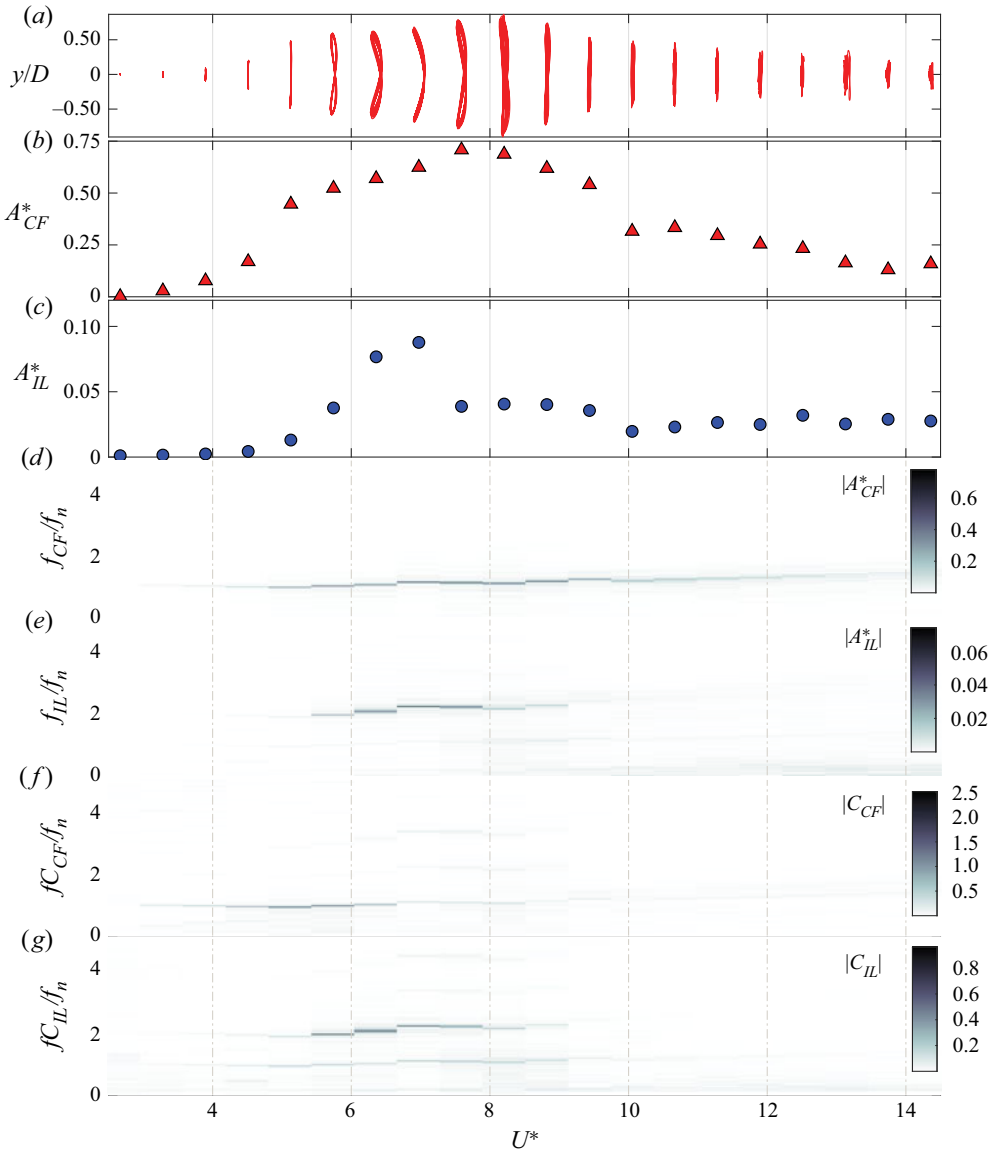 (a)
0.50
y/D 0
−0.50
(b)
0.75
0.50
A*CF
0.25
0
(c)
0.10
A*IL
0.05
0
(d)
|A*CF|
4
fCF/fn
2
0
0.6
0.4
0.2
(e)
|A*IL|
4
fIL/fn
2
0
0.06
0.04
0.02
(f)
|CCF|
4
fCCF/fn
2
0
2.5
2.0
1.5
1.0
0.5
(g)
|CIL|
4
fCIL/fn
2
0
0.8
0.6
0.4
0.2
4 6 8 10 12 14
U*